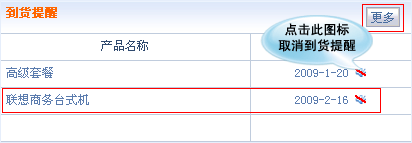 到货提醒
更多
点击此图标
取消到货提醒
产品名称
高级套餐 2009-1-20
联想商务台式机 2009-2-16